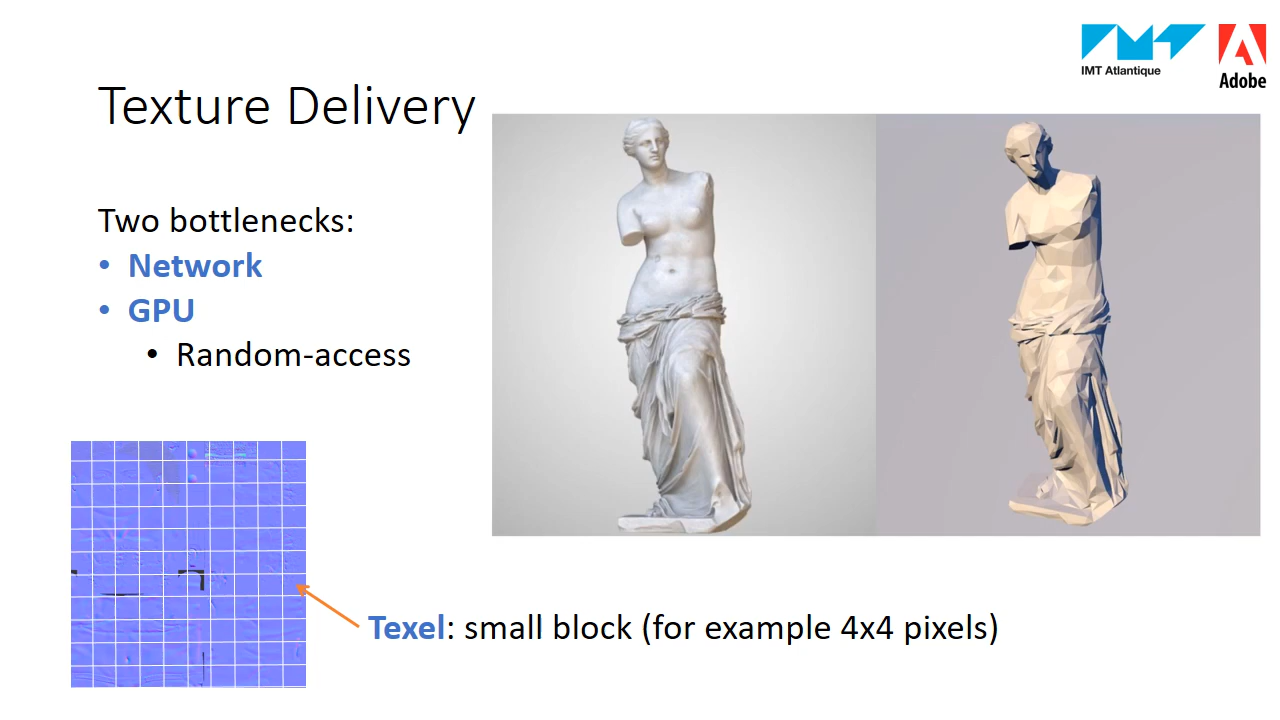 IMT Atlantique
Adobe
Texture Delivery
Two bottlenecks:
• Network
• GPU
• Random-access
Texel: small block (for example 4x4 pixels)